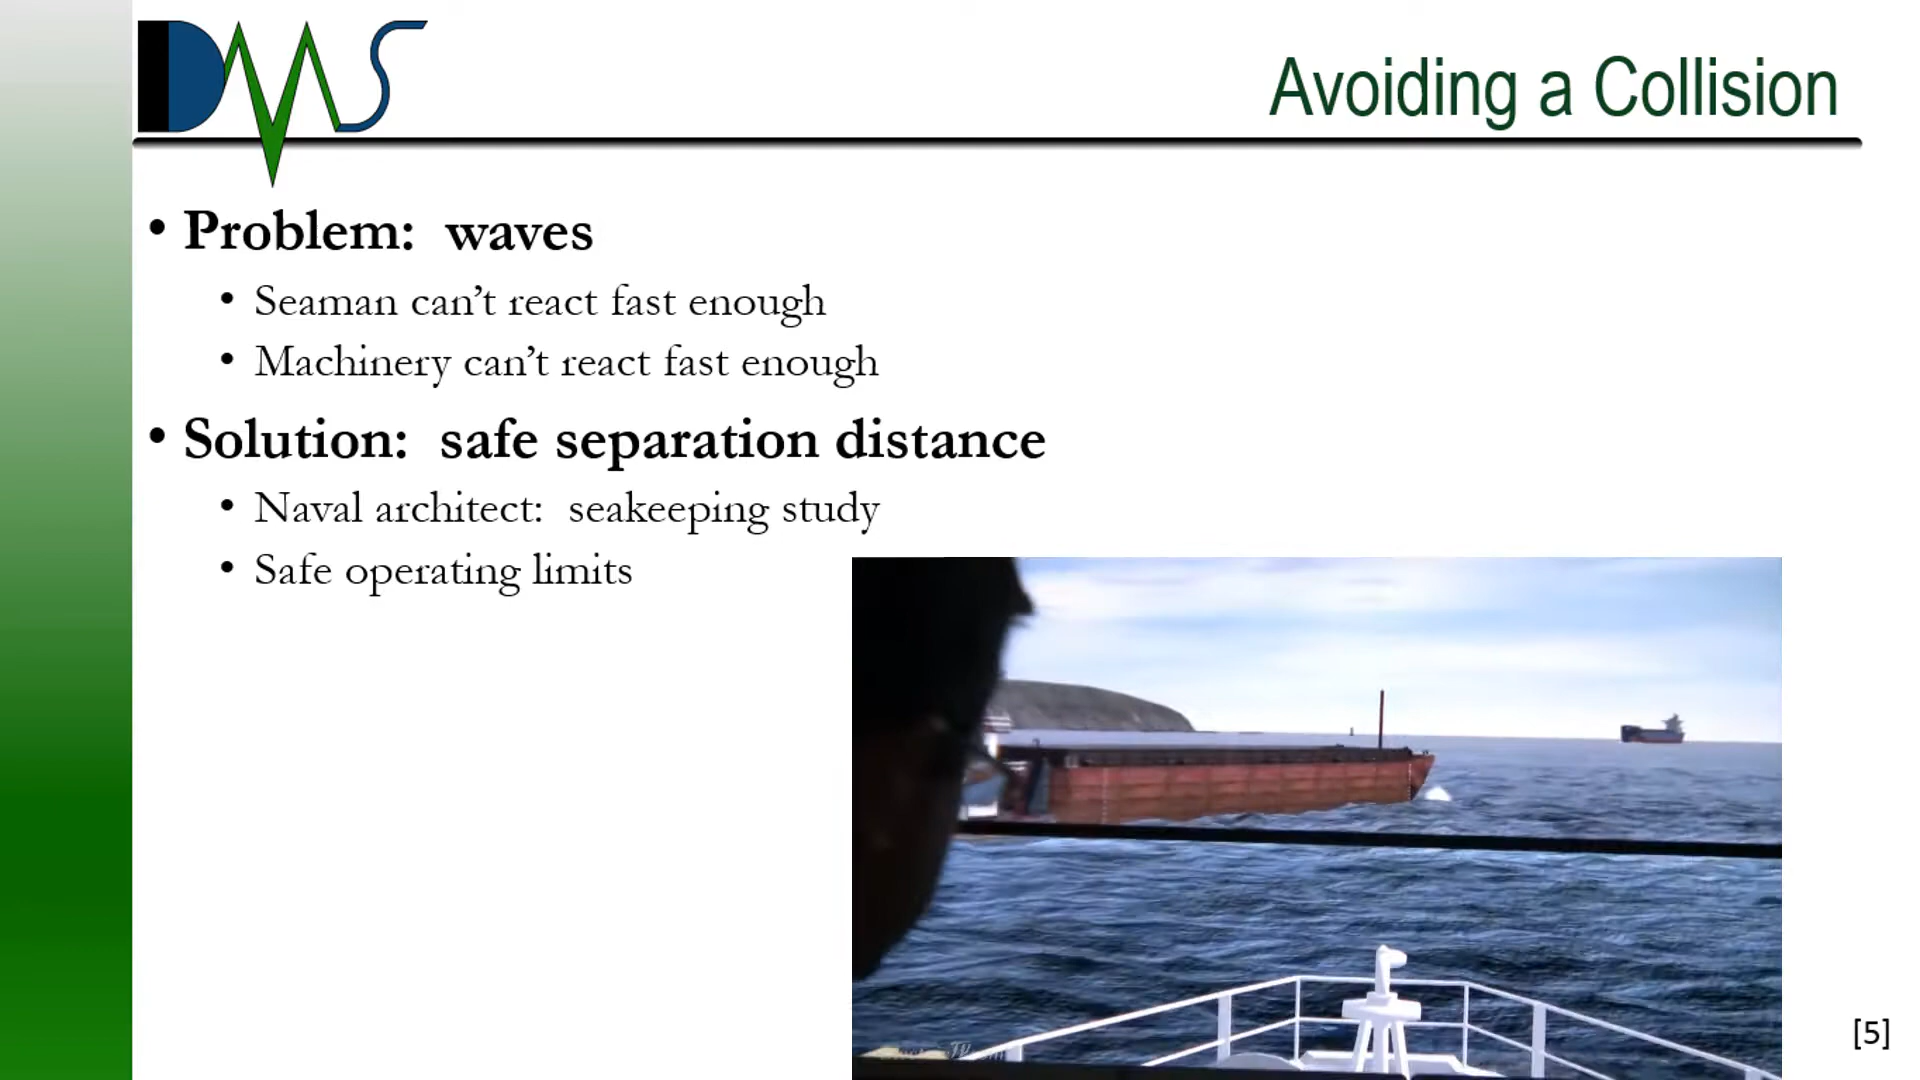 DMS
Avoiding a Collision
• Problem: waves
• Seaman can’t react fast enough
• Machinery can’t react fast enough
• Solution: safe separation distance
• Naval architect: seakeeping study
• Safe operating limits
[5]